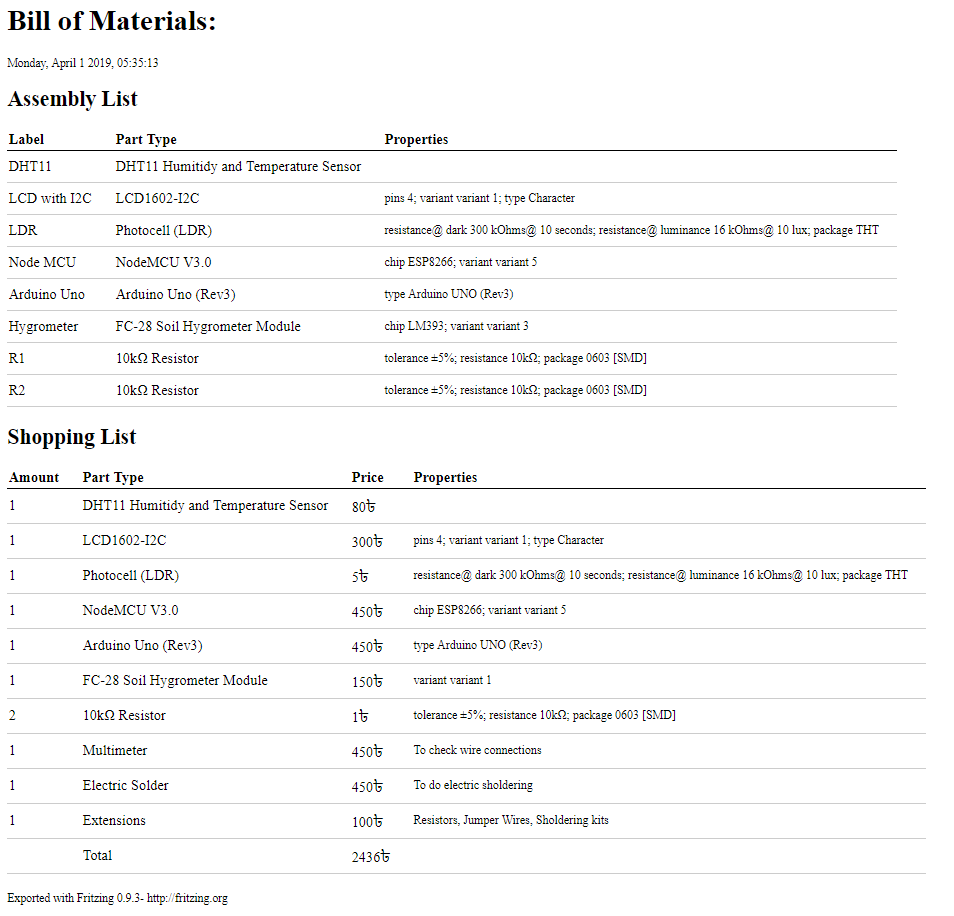 Bill of Materials:
Monday, April 1 2019, 05:35:13
Assembly List
Label Part Type Properties
DHT11 DHT11 Humitidy and Temperature Sensor
LCD with I2C LCD1602-I2C pins 4; variant variant 1; type Character
LDR Photocell (LDR) resistance@ dark 300 kOhms@ 10 seconds; resistance@ luminance 16 kOhms@ 10 lux; package THT
Node MCU NodeMCU V3.0 chip ESP8266; variant variant 5
Arduino Uno Arduino Uno (Rev3) type Arduino UNO (Rev3)
Hygrometer FC-28 Soil Hygrometer Module chip LM393; variant variant 3
R1 10kΩ Resistor tolerance ±5%; resistance 10kΩ; package 0603 [SMD]
R2 10kΩ Resistor tolerance ±5%; resistance 10kΩ; package 0603 [SMD]
Shopping List
Amount Part Type Price Properties
1 DHT11 Humitidy and Temperature Sensor 80৳
1 LCD1602-I2C 300৳ pins 4; variant variant 1; type Character
1 Photocell (LDR) 5৳ resistance@ dark 300 kOhms@ 10 seconds; resistance@ luminance 16 kOhms@ 10 lux; package THT
1 NodeMCU V3.0 450৳ chip ESP8266; variant variant 5
1 Arduino Uno (Rev3) 450৳ type Arduino UNO (Rev3)
1 FC-28 Soil Hygrometer Module 150৳ variant variant 1
2 10kΩ Resistor 1৳ tolerance ±5%; resistance 10kΩ; package 0603 [SMD]
1 Multimeter 450৳ To check wire connections
1 Electric Solder 450৳ To do electric sholdering
1 Extensions 100৳ Resistors, Jumper Wires, Sholdering kits
Total 2436৳
Exported with Fritzing 0.9.3- http://fritzing.org